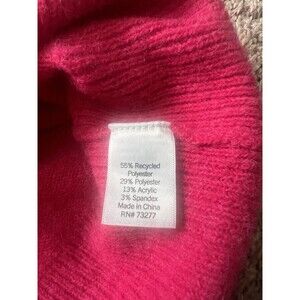 55% Recycled
Polyester
29% Polyester
13% Acrylic
3% Spandex
Made in China
RN# 73277